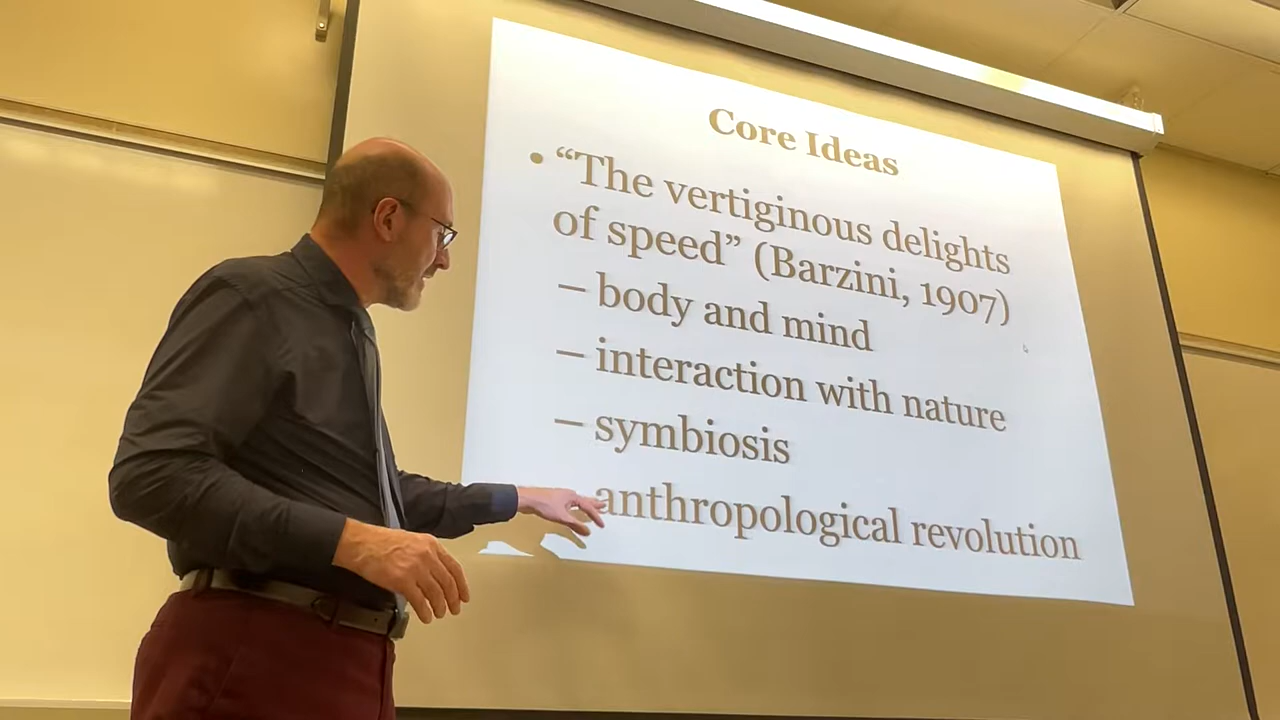 Core Ideas
• “The vertiginous delights
of speed” (Barzini, 1907)
– body and mind
– interaction with nature
– symbiosis
anthropological revolution